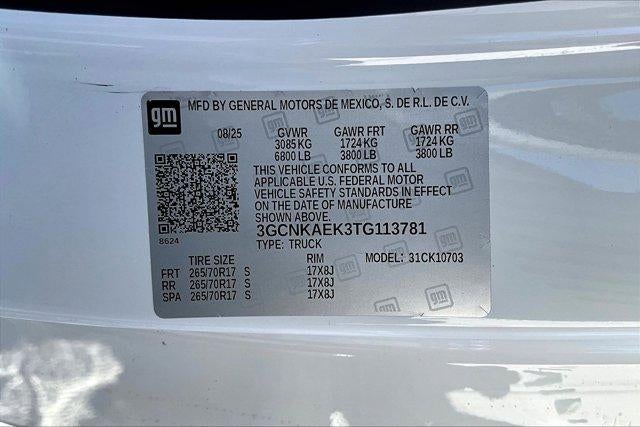 gm MFD BY GENERAL MOTORS DE MEXICO, S. DE R.L. DE C.V.
08/25 GVWR GAWR FRT GAWR RR
3085 KG 1724 KG 1724 KG
6800 LB 3800 LB 3800 LB
THIS VEHICLE CONFORMS TO ALL
APPLICABLE U.S. FEDERAL MOTOR
VEHICLE SAFETY STANDARDS IN EFFECT
ON THE DATE OF MANUFACTURE
SHOWN ABOVE.
8624
3GCNKAEK3TG113781
TYPE: TRUCK
TIRE SIZE RIM MODEL: 31CK10703
FRT 265/70R17 S 17X8J
RR 265/70R17 S 17X8J
SPA 265/70R17 S 17X8J
gm
gm
gm